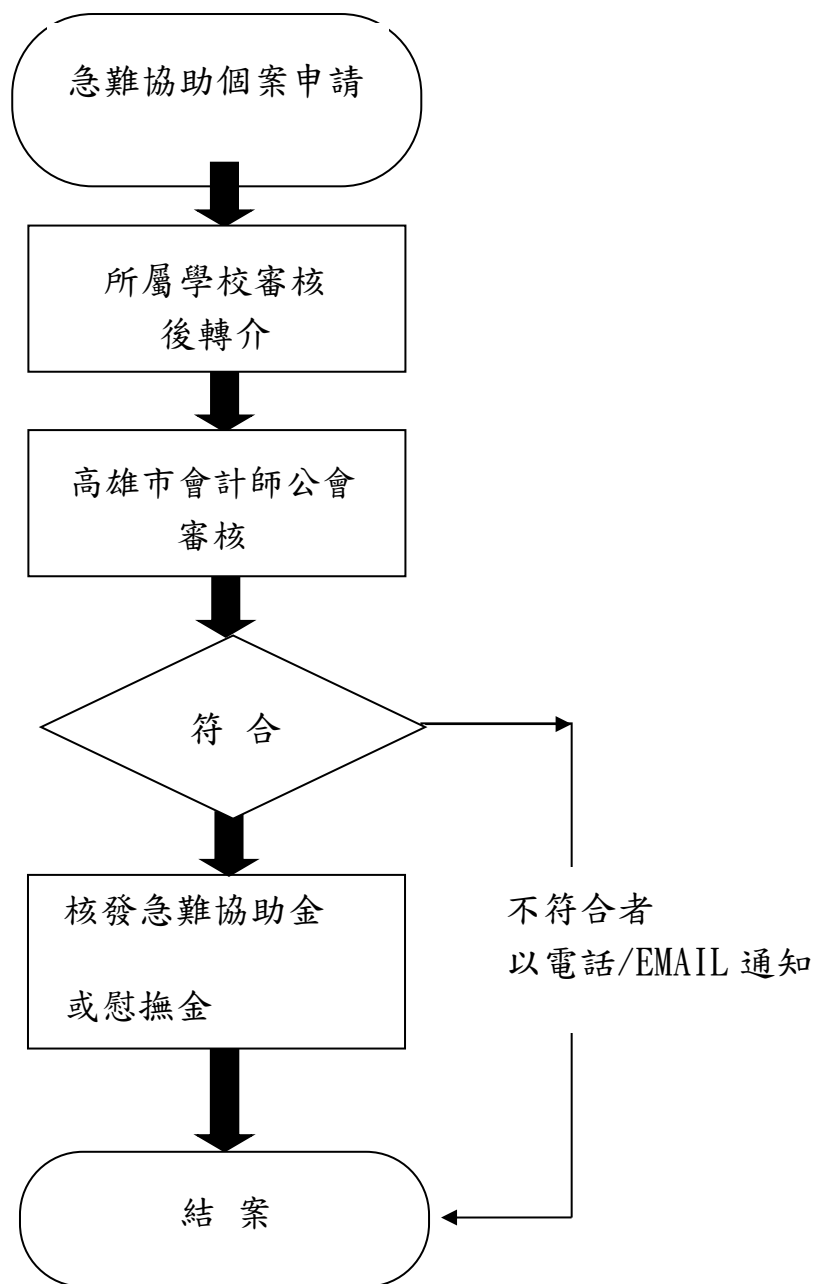 急難協助個案申請
所屬學校審核
後轉介
高雄市會計師公會
審核
符 合
核發急難協助金
或慰撫金
不符合者
以電話/EMAIL 通知
結 案